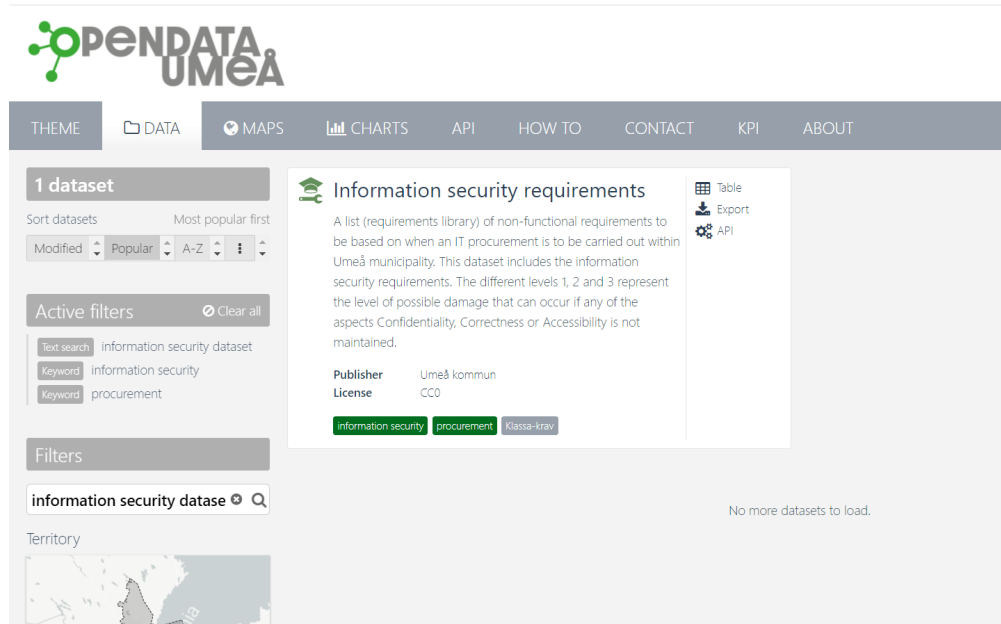 OPENDATA
UMEÅ
THEME DATA MAPS CHARTS API HOW TO CONTACT KPI ABOUT
1 dataset
Sort datasets Most popular first
Modified Popular A-Z
Active filters Clear all
Text search information security dataset
Keyword information security
Keyword procurement
Filters
information security datase
Territory
Information security requirements
A list (requirements library) of non-functional requirements to
be based on when an IT procurement is to be carried out within
Umeå municipality. This dataset includes the information
security requirements. The different levels 1, 2 and 3 represent
the level of possible damage that can occur if any of the
aspects Confidentiality, Correctness or Accessibility is not
maintained.
Publisher Umeå kommun
License CC0
information security procurement Klassa-krav
Table
Export
API
No more datasets to load.